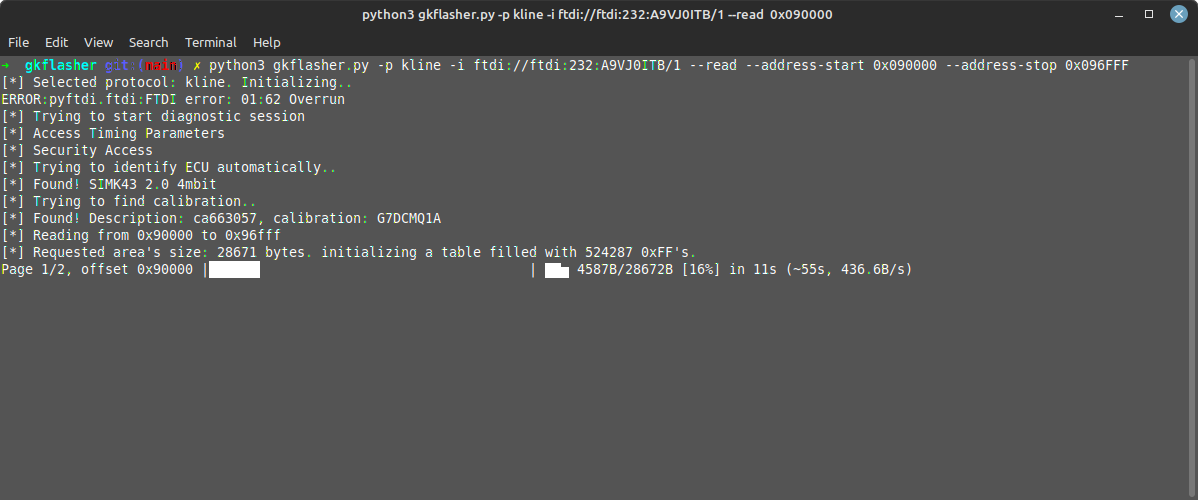 python3 gkflasher.py -p kline -i ftdi://ftdi:232:A9VJ0ITB/1 --read 0x090000
File Edit View Search Terminal Help
➜ gkflasher git:(main) ✗ python3 gkflasher.py -p kline -i ftdi://ftdi:232:A9VJ0ITB/1 --read --address-start 0x090000 --address-stop 0x096FFF
[*] Selected protocol: kline. Initializing..
ERROR:pyftdi.ftdi:FTDI error: 01:62 Overrun
[*] Trying to start diagnostic session
[*] Access Timing Parameters
[*] Security Access
[*] Trying to identify ECU automatically..
[*] Found! SIMK43 2.0 4mbit
[*] Trying to find calibration..
[*] Found! Description: ca663057, calibration: G7DCMQ1A
[*] Reading from 0x90000 to 0x96fff
[*] Requested area's size: 28671 bytes. initializing a table filled with 524287 0xFF's.
Page 1/2, offset 0x90000 | | 4587B/28672B [16%] in 11s (~55s, 436.6B/s)